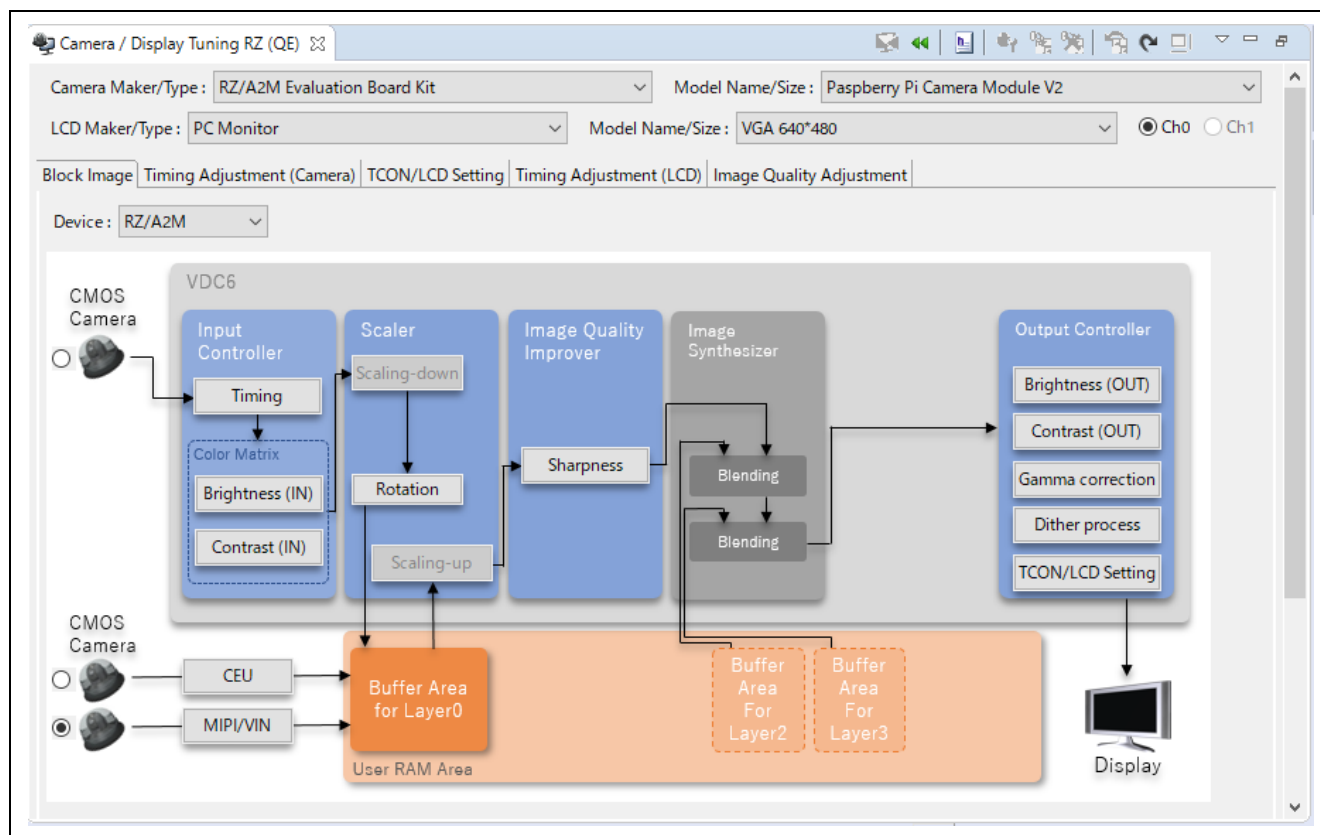 Camera / Display Tuning RZ (QE)
Camera Maker/Type : RZ/A2M Evaluation Board Kit Model Name/Size : Paspberry Pi Camera Module V2
LCD Maker/Type : PC Monitor Model Name/Size : VGA 640*480 Ch0 Ch1
Block Image Timing Adjustment (Camera) TCON/LCD Setting Timing Adjustment (LCD) Image Quality Adjustment
Device : RZ/A2M
VDC6
CMOS
Camera
Input
Controller
Timing
Color Matrix
Brightness (IN)
Contrast (IN)
Scaler
Scaling-down
Rotation
Scaling-up
Image Quality
Improver
Sharpness
Image
Synthesizer
Blending
Blending
Output Controller
Brightness (OUT)
Contrast (OUT)
Gamma correction
Dither process
TCON/LCD Setting
CMOS
Camera
CEU
MIPI/VIN
Buffer Area
for Layer0
User RAM Area
Buffer
Area
For
Layer2
Buffer
Area
For
Layer3
Display